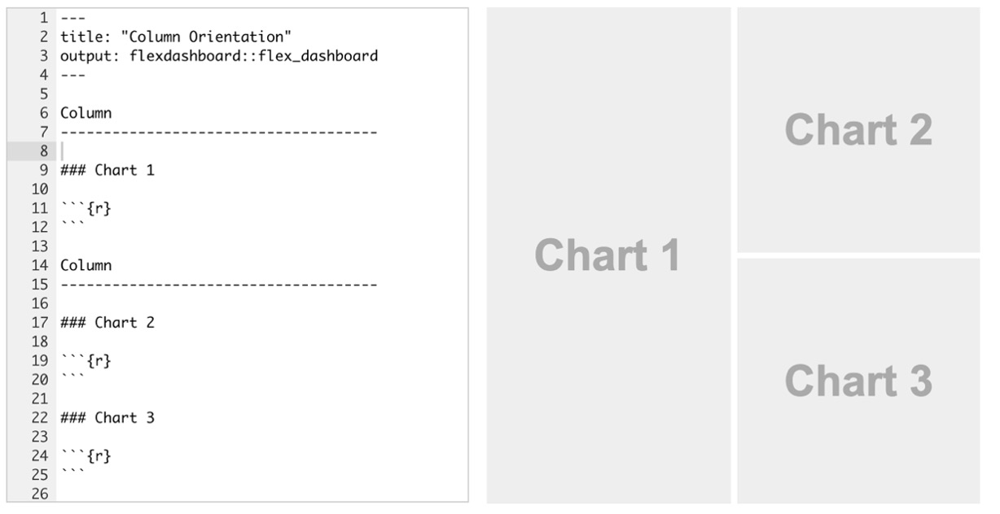 1 ---
2 title: "Column Orientation"
3 output: flexdashboard::flex_dashboard
4 ---
5
6 Column
7 -------------------------------------
8
9 ### Chart 1
10
11 ```{r}
12 ```
13
14 Column
15 -------------------------------------
16
17 ### Chart 2
18
19 ```{r}
20 ```
21
22 ### Chart 3
23
24 ```{r}
25 ```
26
Chart 1
Chart 2
Chart 3